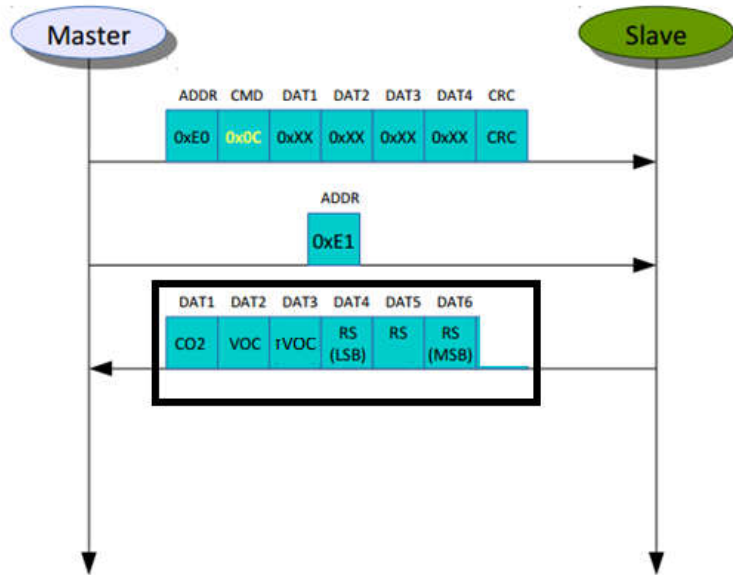 Master
Slave
ADDR CMD DAT1 DAT2 DAT3 DAT4 CRC
0xE0 0x0C 0xXX 0xXX 0xXX 0xXX CRC
ADDR
0xE1
DAT1 DAT2 DAT3 DAT4 DAT5 DAT6
CO2 VOC rVOC RS (LSB) RS RS (MSB)